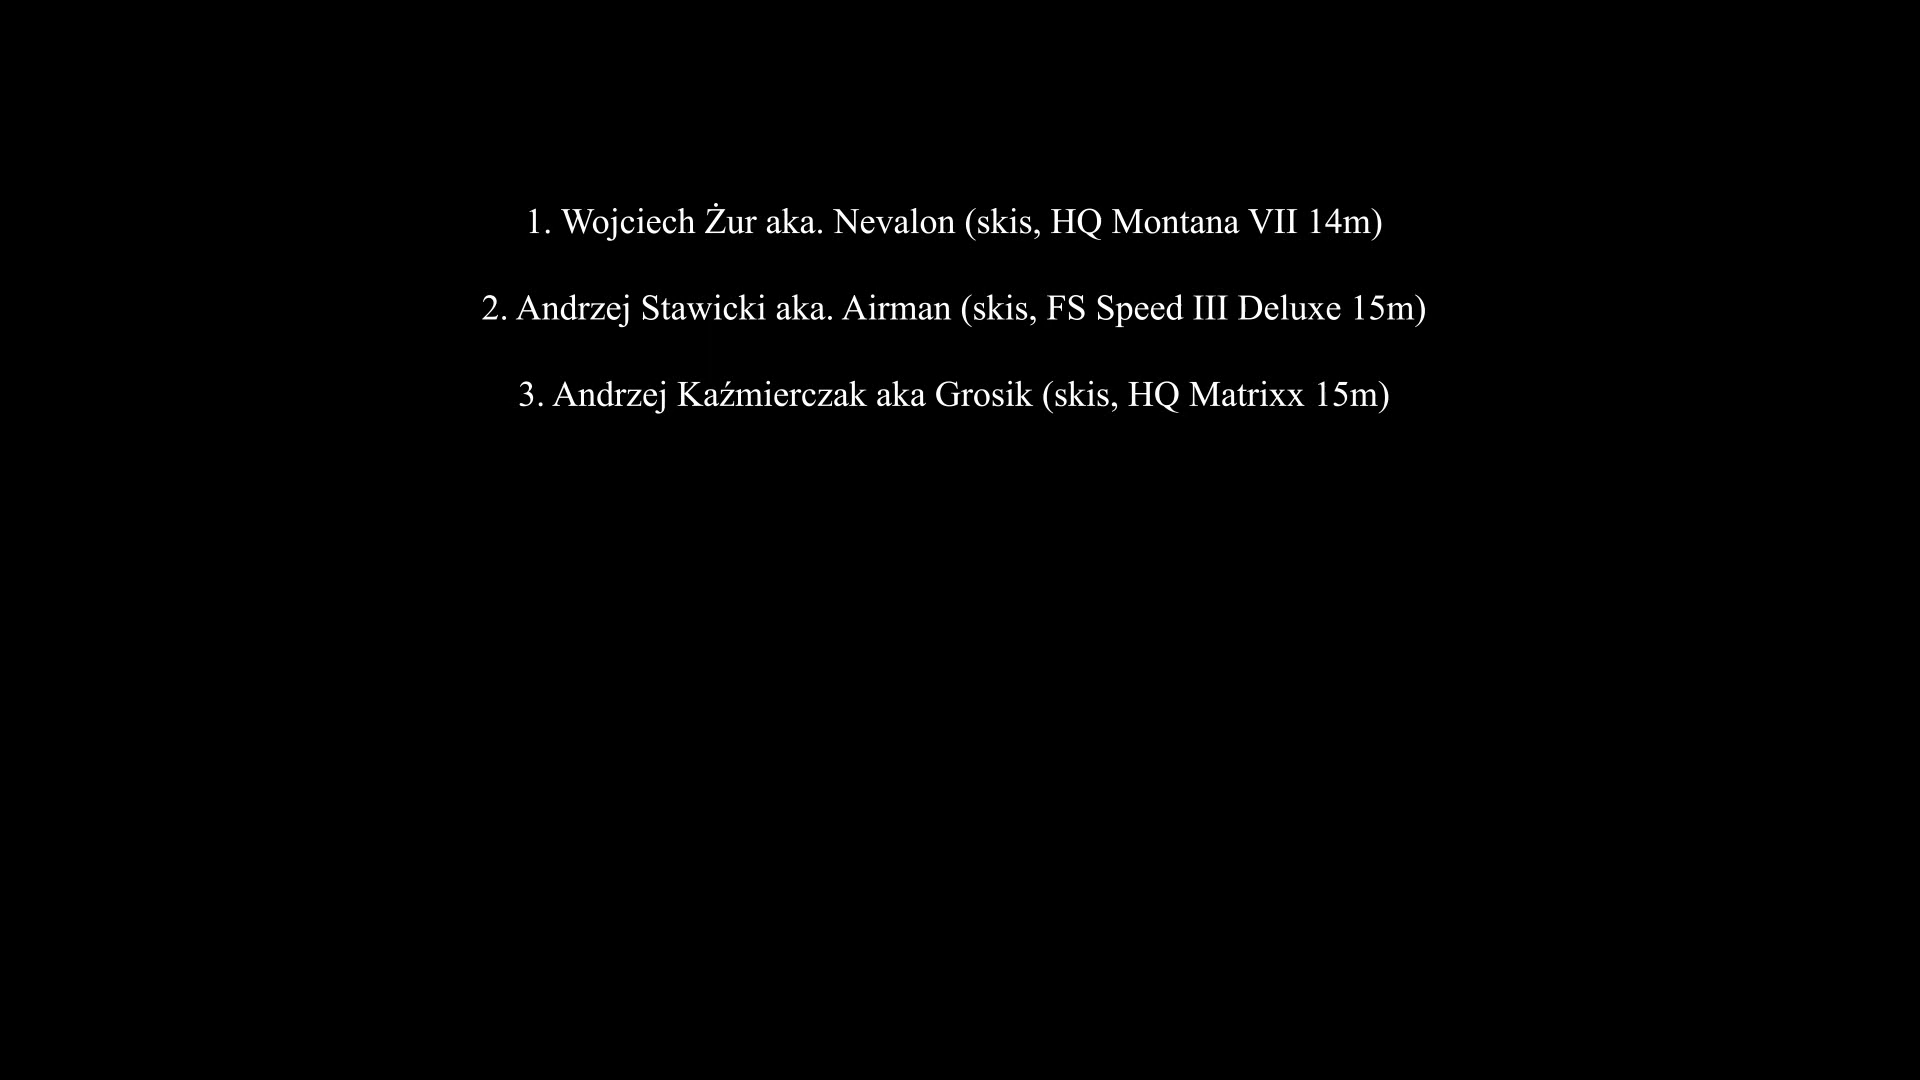 1. Wojciech Żur aka. Nevalon (skis, HQ Montana VII 14m)
2. Andrzej Stawicki aka. Airman (skis, FS Speed III Deluxe 15m)
3. Andrzej Kaźmierczak aka Grosik (skis, HQ Matrixx 15m)